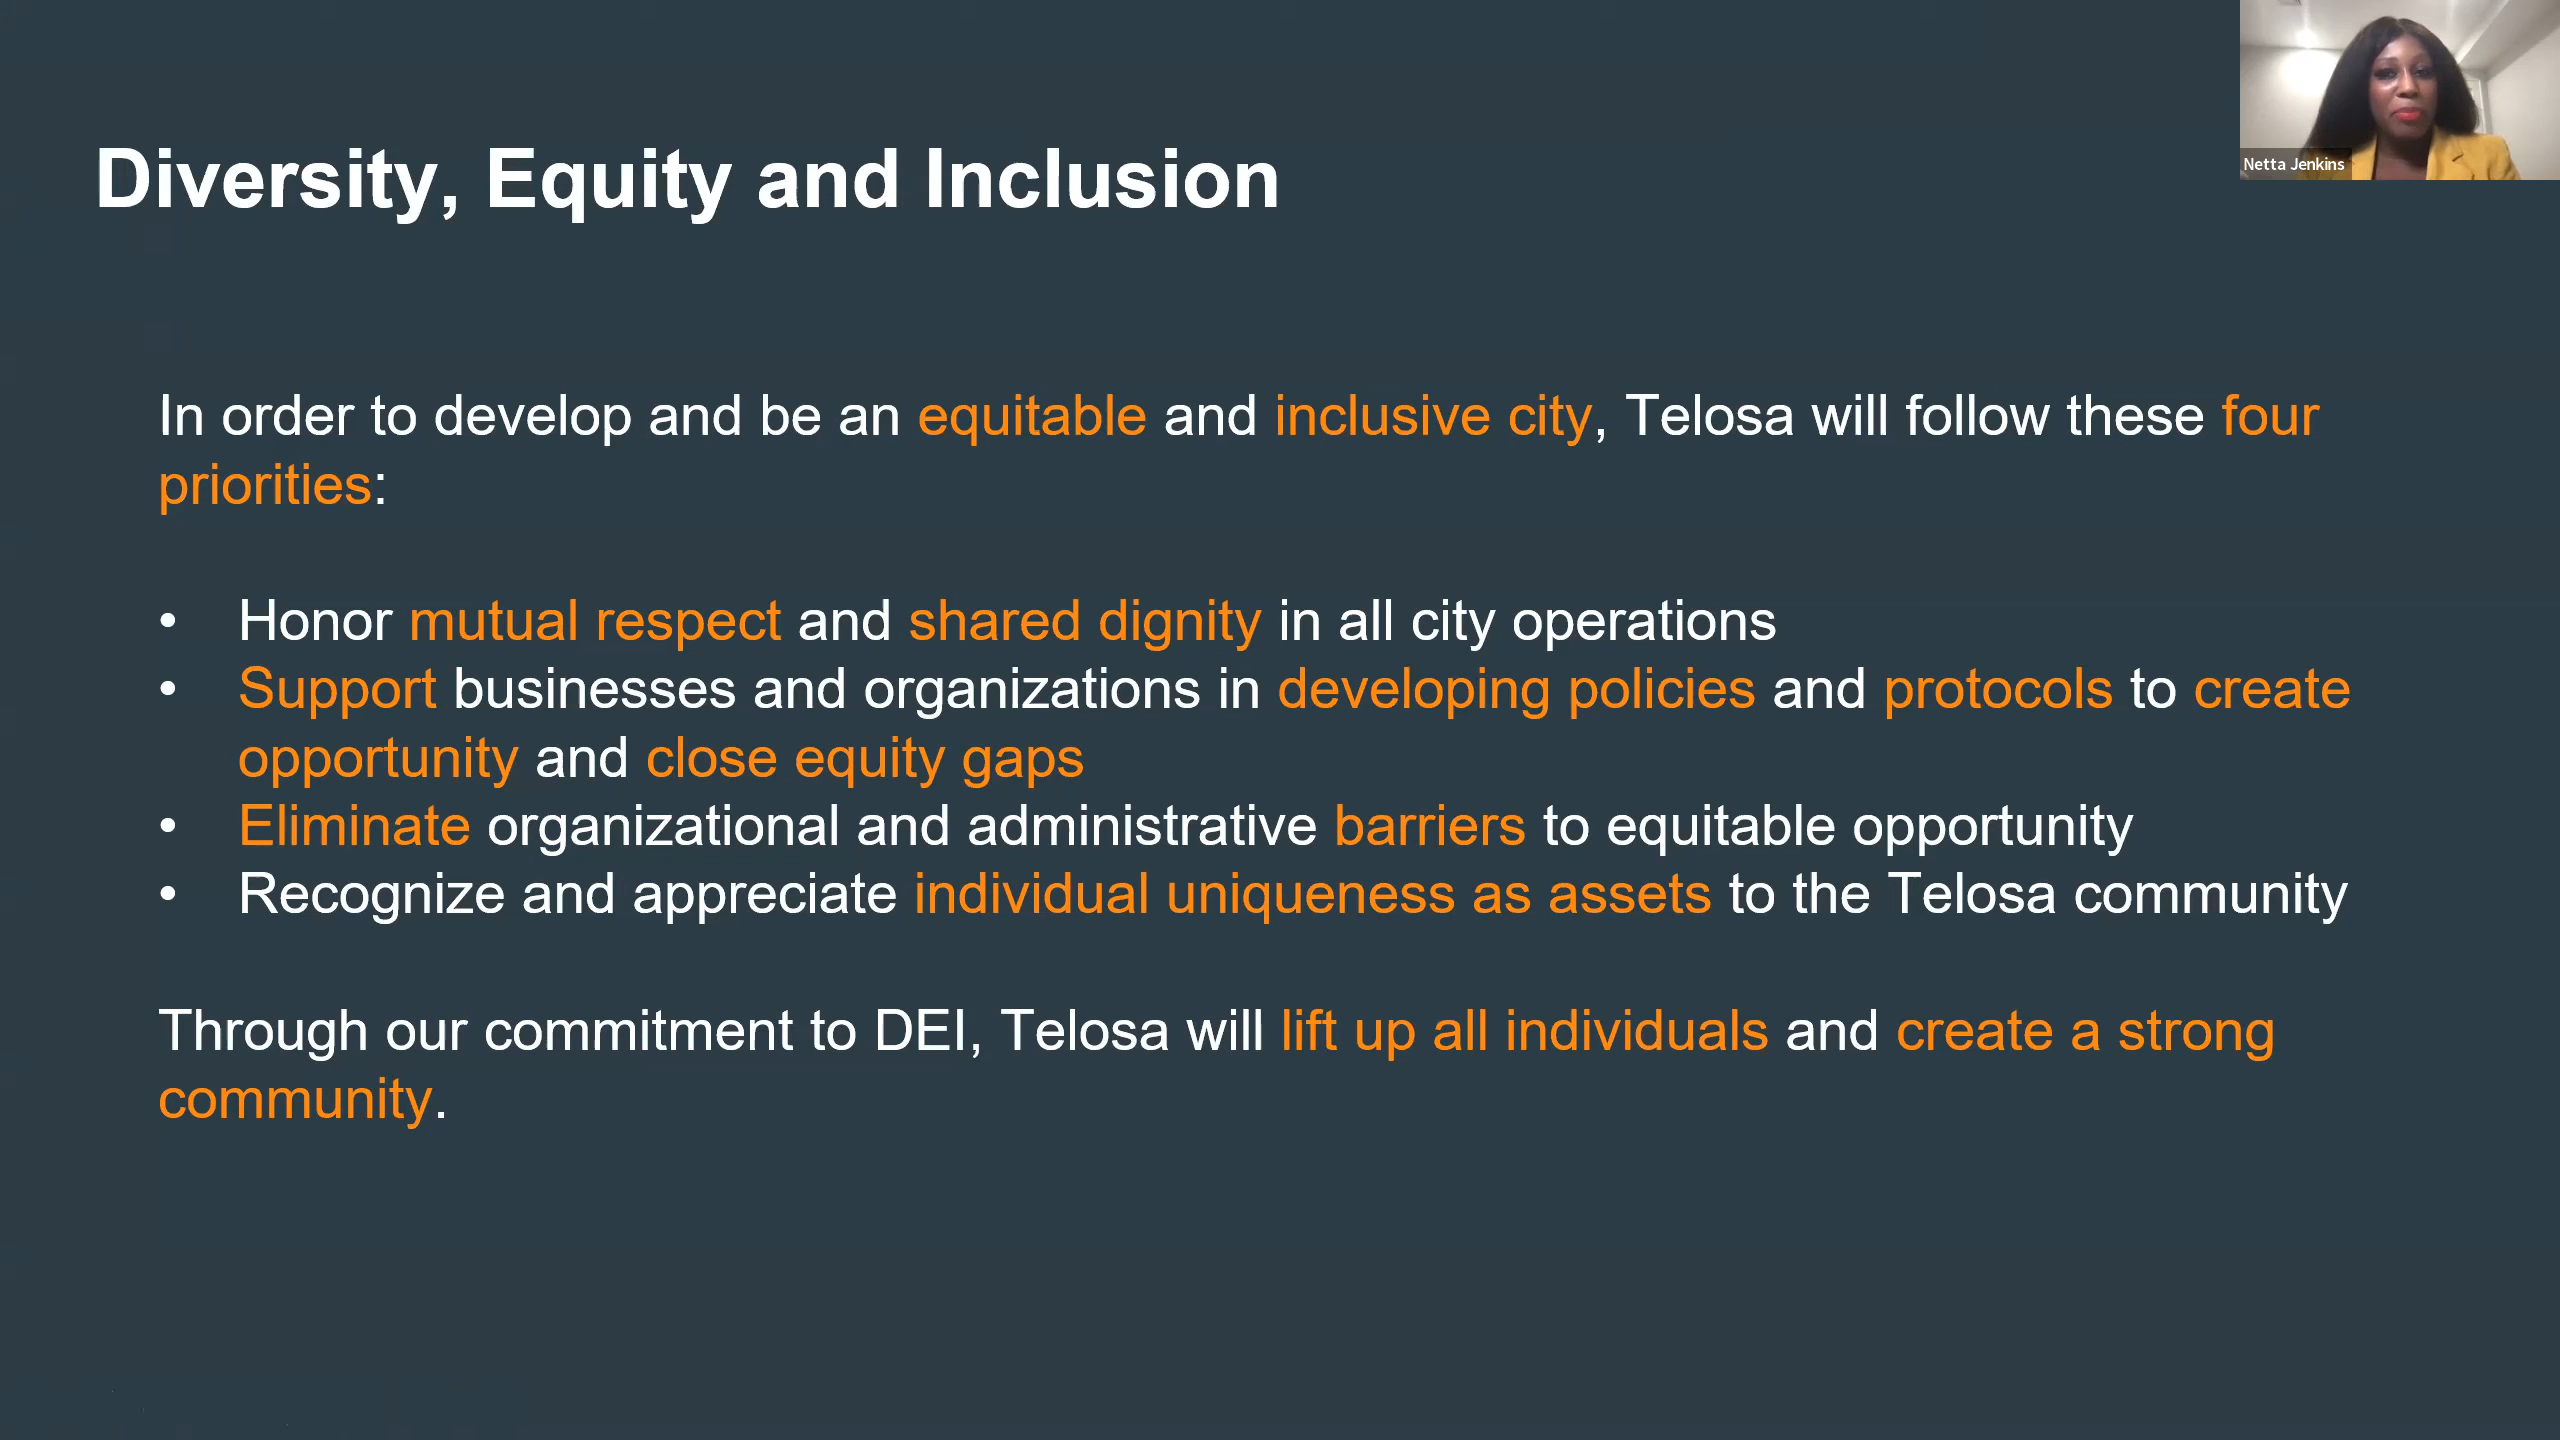 Netta Jenkins
Diversity, Equity and Inclusion
In order to develop and be an equitable and inclusive city, Telosa will follow these four
priorities:
• Honor mutual respect and shared dignity in all city operations
• Support businesses and organizations in developing policies and protocols to create
opportunity and close equity gaps
• Eliminate organizational and administrative barriers to equitable opportunity
• Recognize and appreciate individual uniqueness as assets to the Telosa community
Through our commitment to DEI, Telosa will lift up all individuals and create a strong
community.